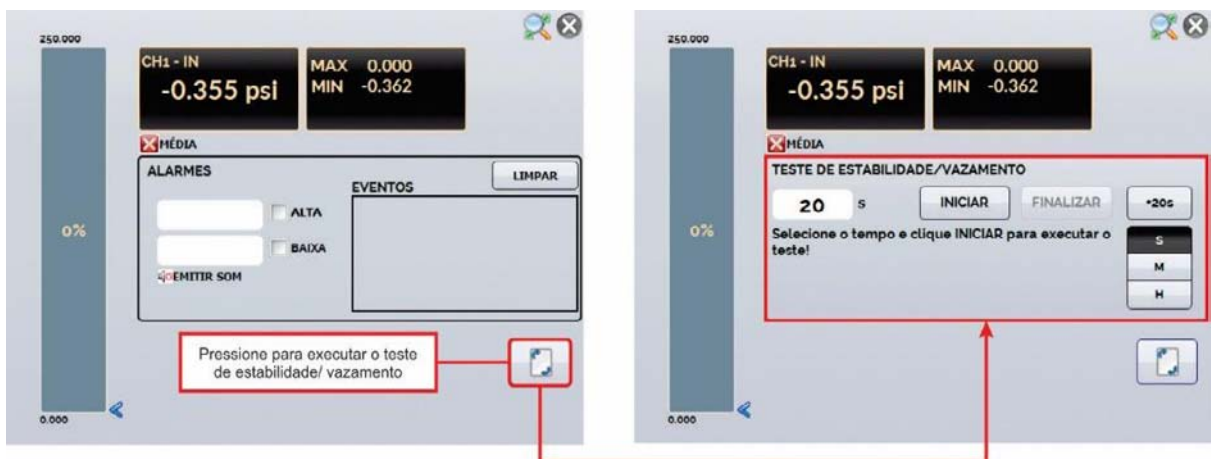 250.000
CH1 - IN
-0.355 psi
MAX 0.000
MIN -0.362
MÉDIA
ALARMES
EVENTOS
LIMPAR
ALTA
BAIXA
EMITIR SOM
0%
Pressione para executar o teste
de estabilidade/ vazamento
0.000
250.000
CH1 - IN
-0.355 psi
MAX 0.000
MIN -0.362
MÉDIA
TESTE DE ESTABILIDADE/VAZAMENTO
20 s INICIAR FINALIZAR +20s
Selecione o tempo e clique INICIAR para executar o
teste!
S
M
H
0%
0.000